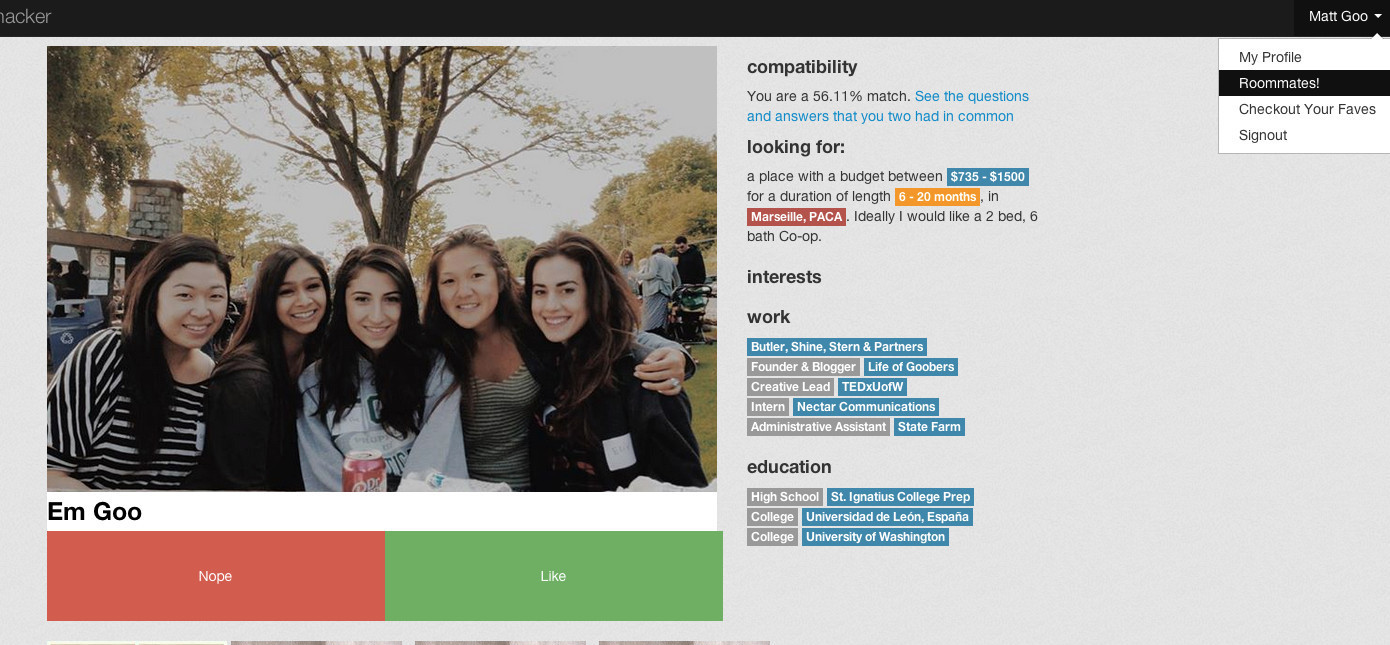 hacker
Matt Goo
My Profile
Roommates!
Checkout Your Faves
Signout
compatibility
You are a 56.11% match. See the questions
and answers that you two had in common
looking for:
a place with a budget between $735 - $1500
for a duration of length 6 - 20 months, in
Marseille, PACA. Ideally I would like a 2 bed, 6
bath Co-op.
interests
work
Butler, Shine, Stern & Partners
Founder & Blogger Life of Goobers
Creative Lead TEDxUofW
Intern Nectar Communications
Administrative Assistant State Farm
education
High School St. Ignatius College Prep
College Universidad de León, España
College University of Washington
Em Goo
Nope
Like